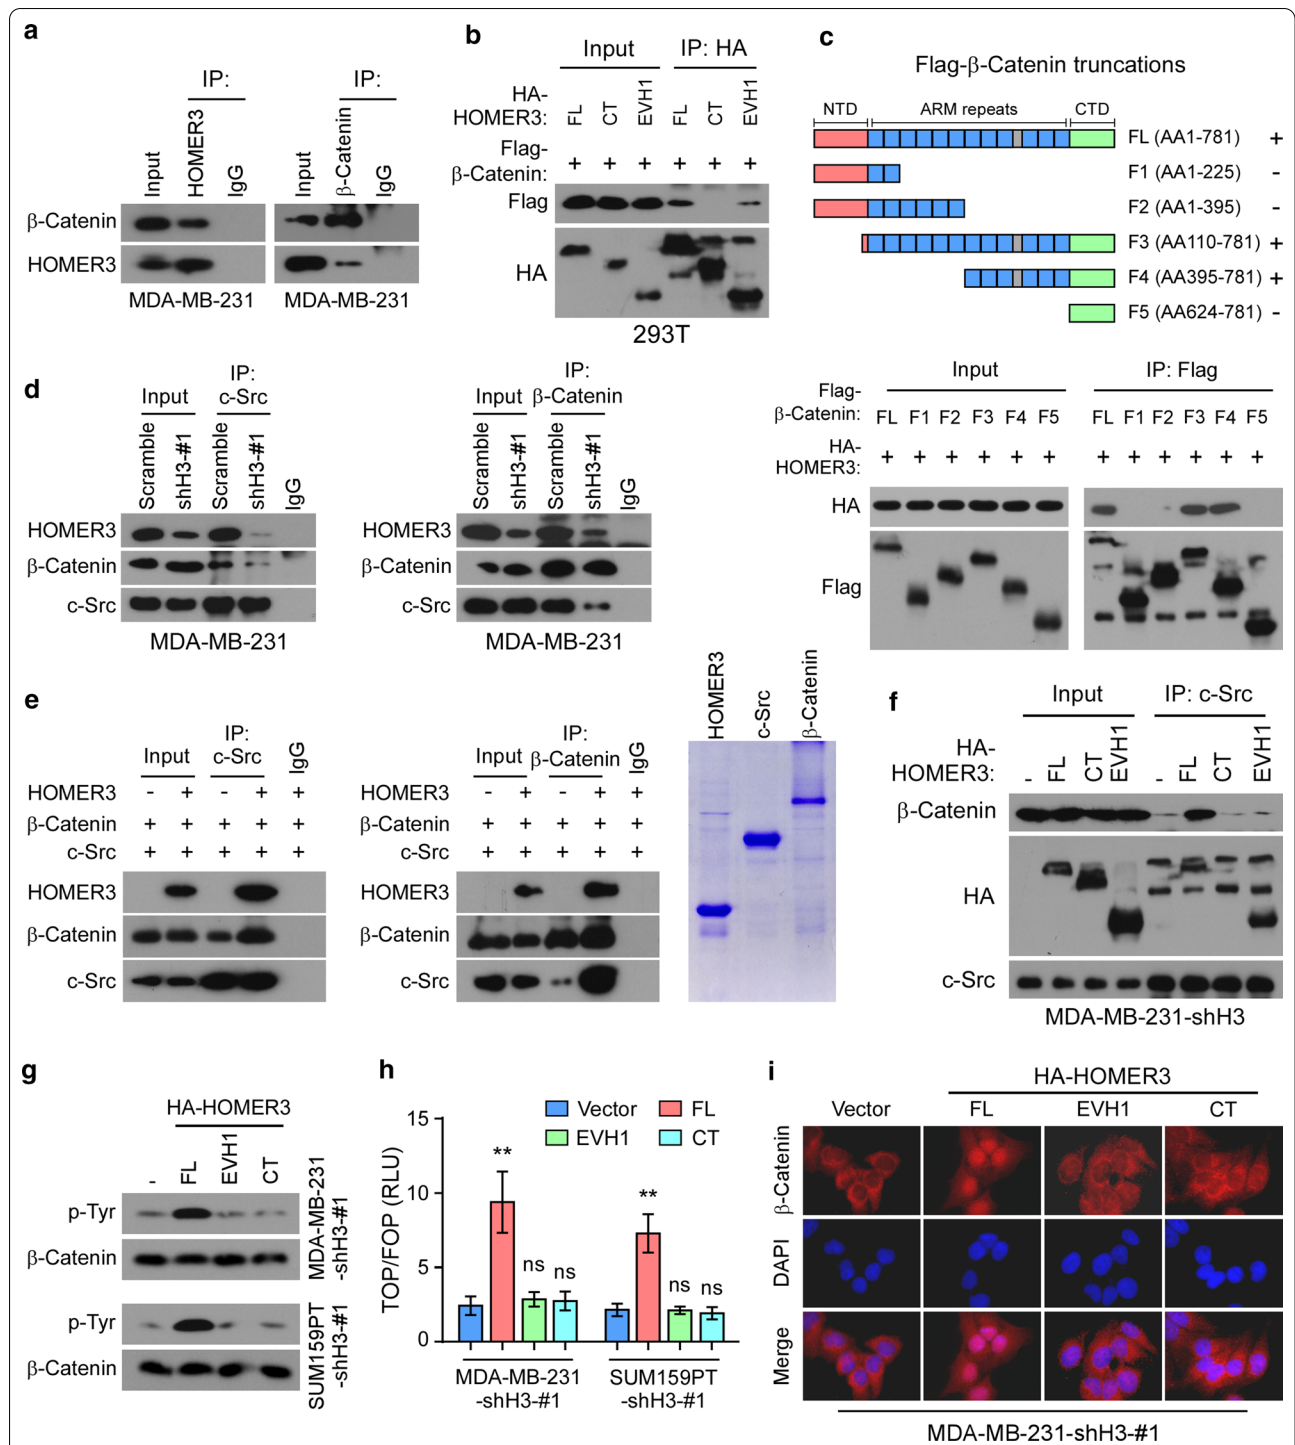 a
IP:
IP:
Input
HOMER3
IgG
Input
β-Catenin
IgG
β-Catenin
HOMER3
MDA-MB-231
MDA-MB-231
b
Input
IP: HA
HA-
HOMER3:
FL
CT
EVH1
FL
CT
EVH1
Flag-
β-Catenin:
+ + + + + +
Flag
HA
293T
c
Flag-β-Catenin truncations
NTD
ARM repeats
CTD
FL (AA1-781) +
F1 (AA1-225) -
F2 (AA1-395) -
F3 (AA110-781) +
F4 (AA395-781) +
F5 (AA624-781) -
Input
IP: Flag
Flag-
β-Catenin:
FL F1 F2 F3 F4 F5
FL F1 F2 F3 F4 F5
HA-
HOMER3:
+ + + + + +
+ + + + + +
HA
Flag
d
Input
IP:
c-Src
Scramble
shH3-#1
Scramble
shH3-#1
IgG
HOMER3
β-Catenin
c-Src
MDA-MB-231
Input
IP:
β-Catenin
Scramble
shH3-#1
Scramble
shH3-#1
IgG
HOMER3
β-Catenin
c-Src
MDA-MB-231
e
Input
IP:
c-Src
IgG
HOMER3 - + - + +
β-Catenin + + + + +
c-Src + + + + +
HOMER3
β-Catenin
c-Src
Input
IP:
β-Catenin
IgG
HOMER3 - + - + +
β-Catenin + + + + +
c-Src + + + + +
HOMER3
β-Catenin
c-Src
HOMER3
c-Src
β-Catenin
f
Input
IP: c-Src
HA-
HOMER3:
-
FL
CT
EVH1
-
FL
CT
EVH1
β-Catenin
HA
c-Src
MDA-MB-231-shH3
g
HA-HOMER3
-
FL
EVH1
CT
p-Tyr
β-Catenin
MDA-MB-231
-shH3-#1
p-Tyr
β-Catenin
SUM159PT
-shH3-#1
h
TOP/FOP (RLU)
15
10
5
0
Vector
FL
EVH1
CT
**
ns
ns
**
ns
ns
MDA-MB-231
-shH3-#1
SUM159PT
-shH3-#1
i
HA-HOMER3
Vector
FL
EVH1
CT
β-Catenin
DAPI
Merge
MDA-MB-231-shH3-#1